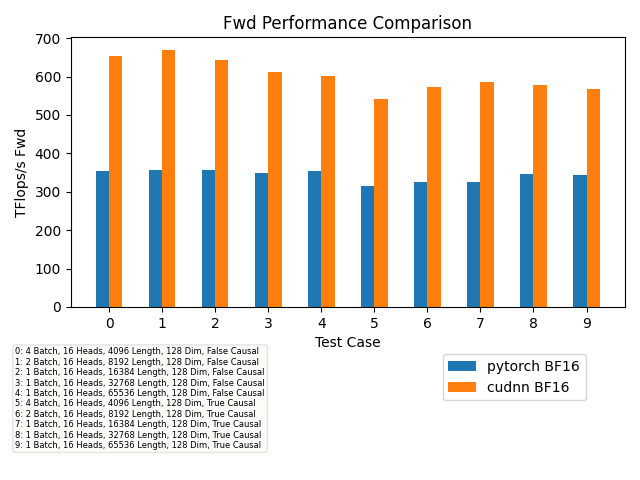 Fwd Performance Comparison
700
600
500
400
300
200
100
0
TFlops/s Fwd
0 1 2 3 4 5 6 7 8 9
Test Case
0: 4 Batch, 16 Heads, 4096 Length, 128 Dim, False Causal
1: 2 Batch, 16 Heads, 8192 Length, 128 Dim, False Causal
2: 1 Batch, 16 Heads, 16384 Length, 128 Dim, False Causal
3: 1 Batch, 16 Heads, 32768 Length, 128 Dim, False Causal
4: 1 Batch, 16 Heads, 65536 Length, 128 Dim, False Causal
5: 4 Batch, 16 Heads, 4096 Length, 128 Dim, True Causal
6: 2 Batch, 16 Heads, 8192 Length, 128 Dim, True Causal
7: 1 Batch, 16 Heads, 16384 Length, 128 Dim, True Causal
8: 1 Batch, 16 Heads, 32768 Length, 128 Dim, True Causal
9: 1 Batch, 16 Heads, 65536 Length, 128 Dim, True Causal
pytorch BF16
cudnn BF16